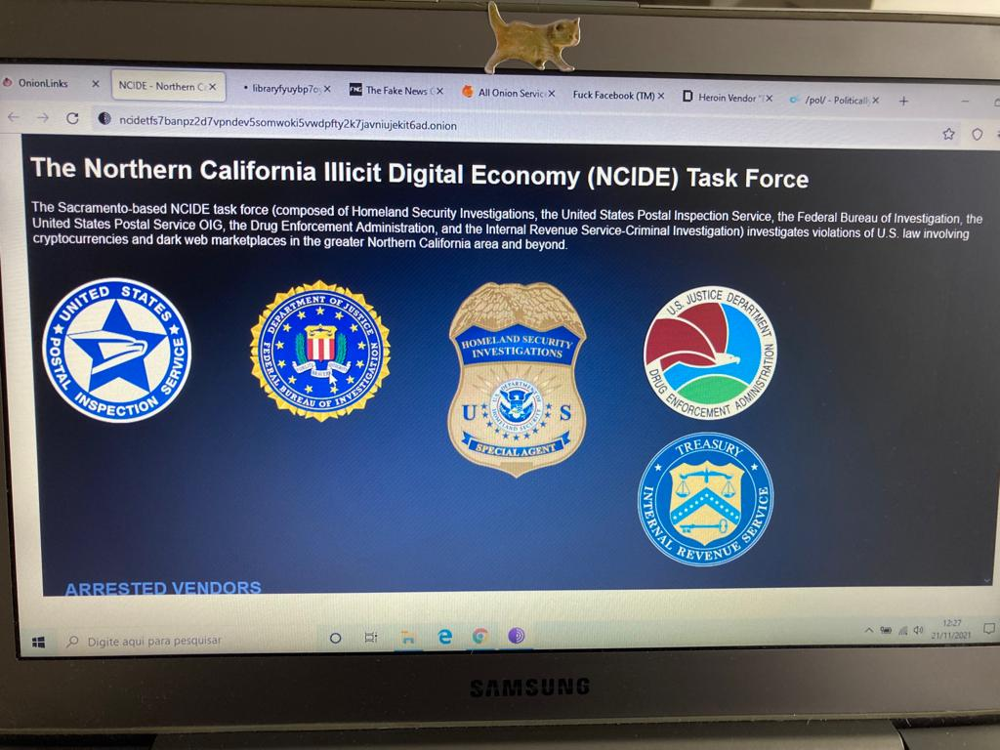 OnionLinks
NCIDE - Northern C
libraryfyuybp7o
FNG The Fake News
All Onion Servic
Fuck Facebook (TM)
Heroin Vendor "
/pol/ - Political
ncidetfs7banpz2d7vpndev5somwoki5vwdpfty2k7javniujekit6ad.onion
The Northern California Illicit Digital Economy (NCIDE) Task Force
The Sacramento-based NCIDE task force (composed of Homeland Security Investigations, the United States Postal Inspection Service, the Federal Bureau of Investigation, the
United States Postal Service OIG, the Drug Enforcement Administration, and the Internal Revenue Service-Criminal Investigation) investigates violations of U.S. law involving
cryptocurrencies and dark web marketplaces in the greater Northern California area and beyond.
UNITED STATES
POSTAL INSPECTION SERVICE
DEPARTMENT OF JUSTICE
FEDERAL BUREAU OF INVESTIGATION
HOMELAND SECURITY
INVESTIGATIONS
U.S. DEPARTMENT OF
HOMELAND SECURITY
U S
SPECIAL AGENT
U.S. JUSTICE DEPARTMENT
DRUG ENFORCEMENT ADMINISTRATION
TREASURY
INTERNAL REVENUE SERVICE
ARRESTED VENDORS
Digite aqui para pesquisar
12:27
21/11/2021
SAMSUNG